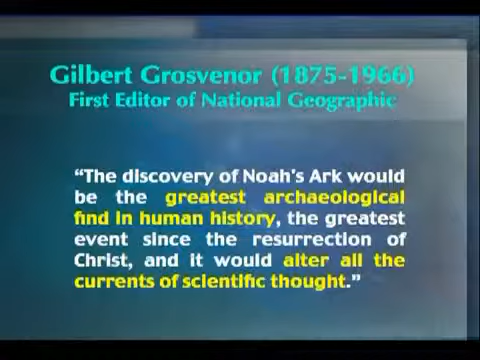 Gilbert Grosvenor (1875-1966)
First Editor of National Geographic
“The discovery of Noah's Ark would
be the greatest archaeological
find in human history, the greatest
event since the resurrection of
Christ, and it would alter all the
currents of scientific thought.”